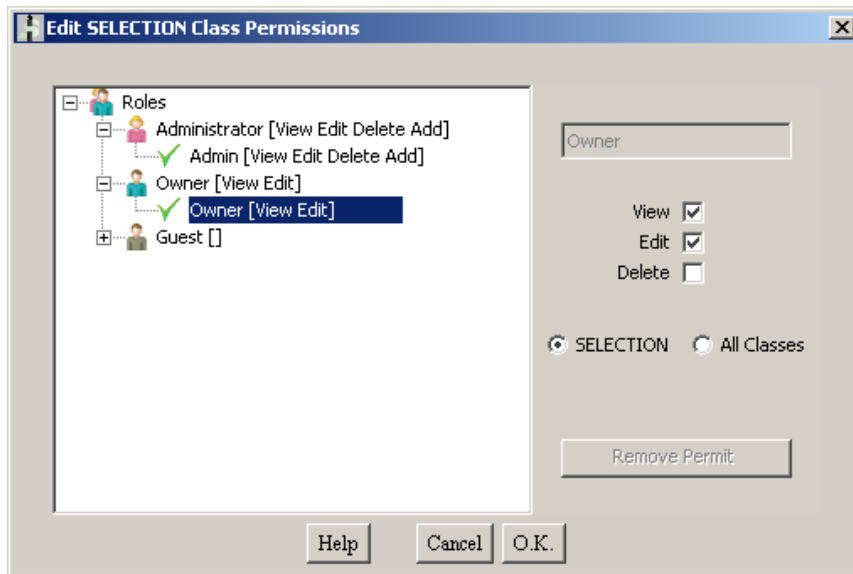 Edit SELECTION Class Permissions
Roles
Administrator [View Edit Delete Add]
Admin [View Edit Delete Add]
Owner [View Edit]
Owner [View Edit]
Guest []
Owner
View
Edit
Delete
SELECTION All Classes
Remove Permit
Help Cancel O.K.